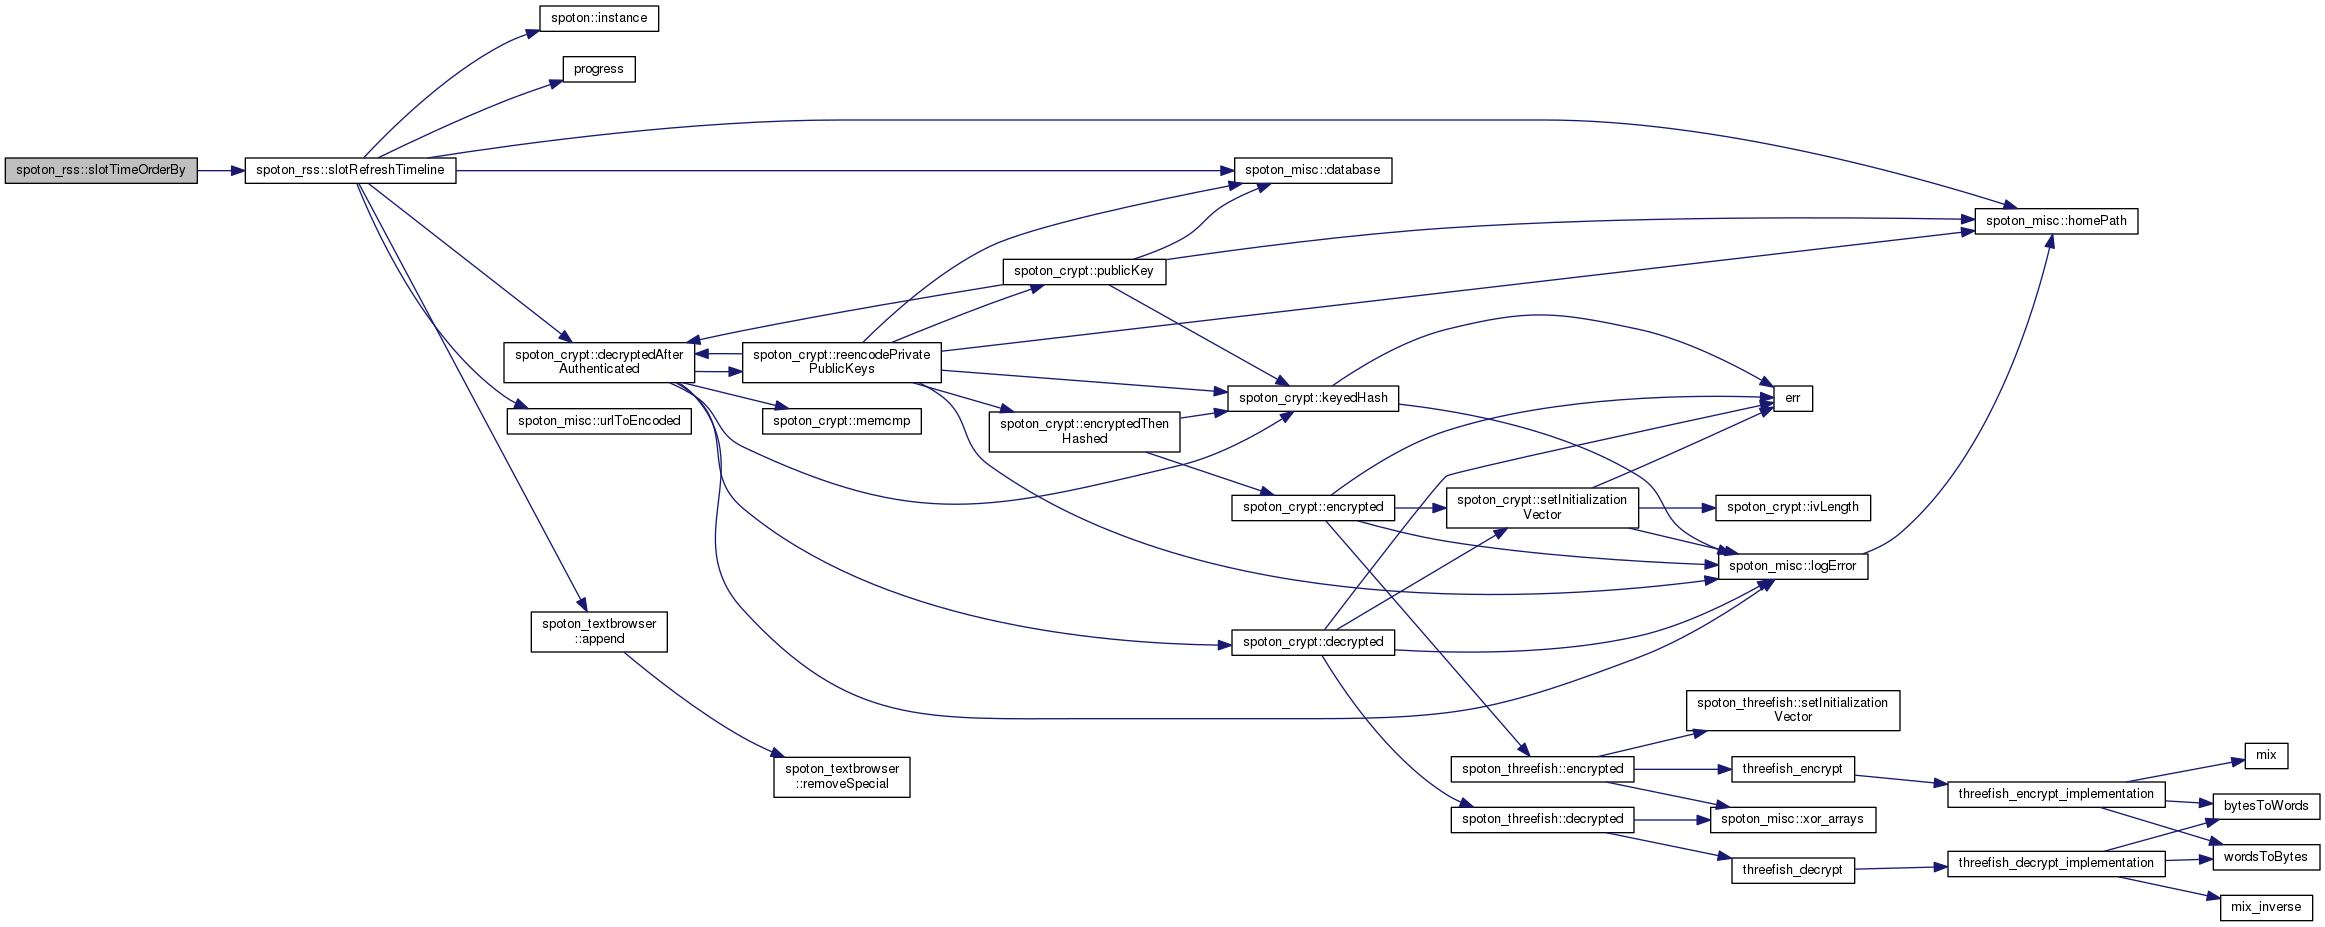 spoton::instance
progress
spoton_rss::slotTimeOrderBy
spoton_rss::slotRefreshTimeline
spoton_misc::database
spoton_misc::homePath
spoton_crypt::publicKey
spoton_crypt::decryptedAfter
Authenticated
spoton_crypt::reencodePrivate
PublicKeys
spoton_crypt::keyedHash
err
spoton_misc::urlToEncoded
spoton_crypt::memcmp
spoton_crypt::encryptedThen
Hashed
spoton_crypt::encrypted
spoton_crypt::setInitialization
Vector
spoton_crypt::ivLength
spoton_misc::logError
spoton_textbrowser
::append
spoton_crypt::decrypted
spoton_threefish::setInitialization
Vector
spoton_textbrowser
::removeSpecial
spoton_threefish::encrypted
threefish_encrypt
mix
threefish_encrypt_implementation
bytesToWords
spoton_threefish::decrypted
spoton_misc::xor_arrays
wordsToBytes
threefish_decrypt
threefish_decrypt_implementation
mix_inverse